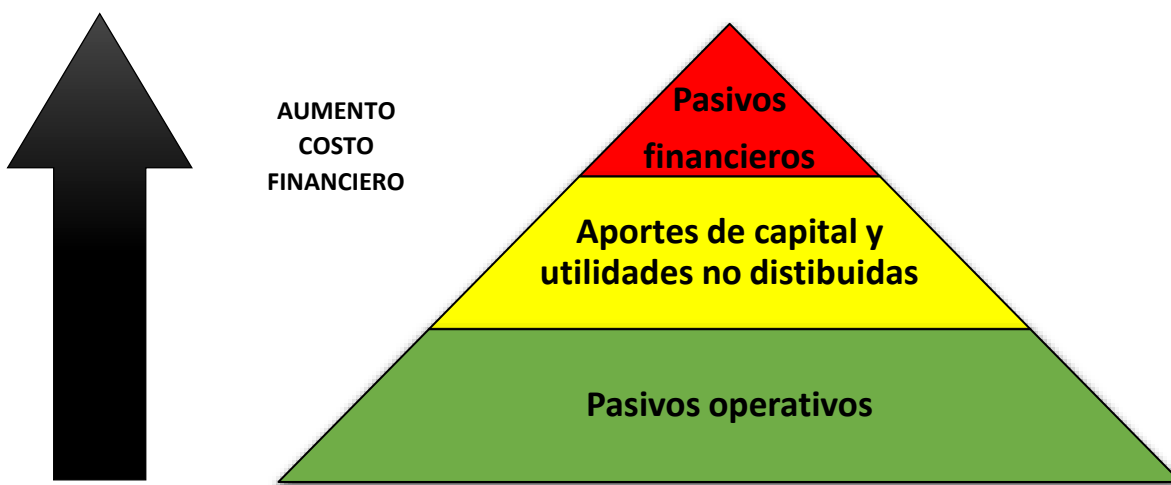 AUMENTO
COSTO
FINANCIERO
Pasivos
financieros
Aportes de capital y
utilidades no distibuidas
Pasivos operativos